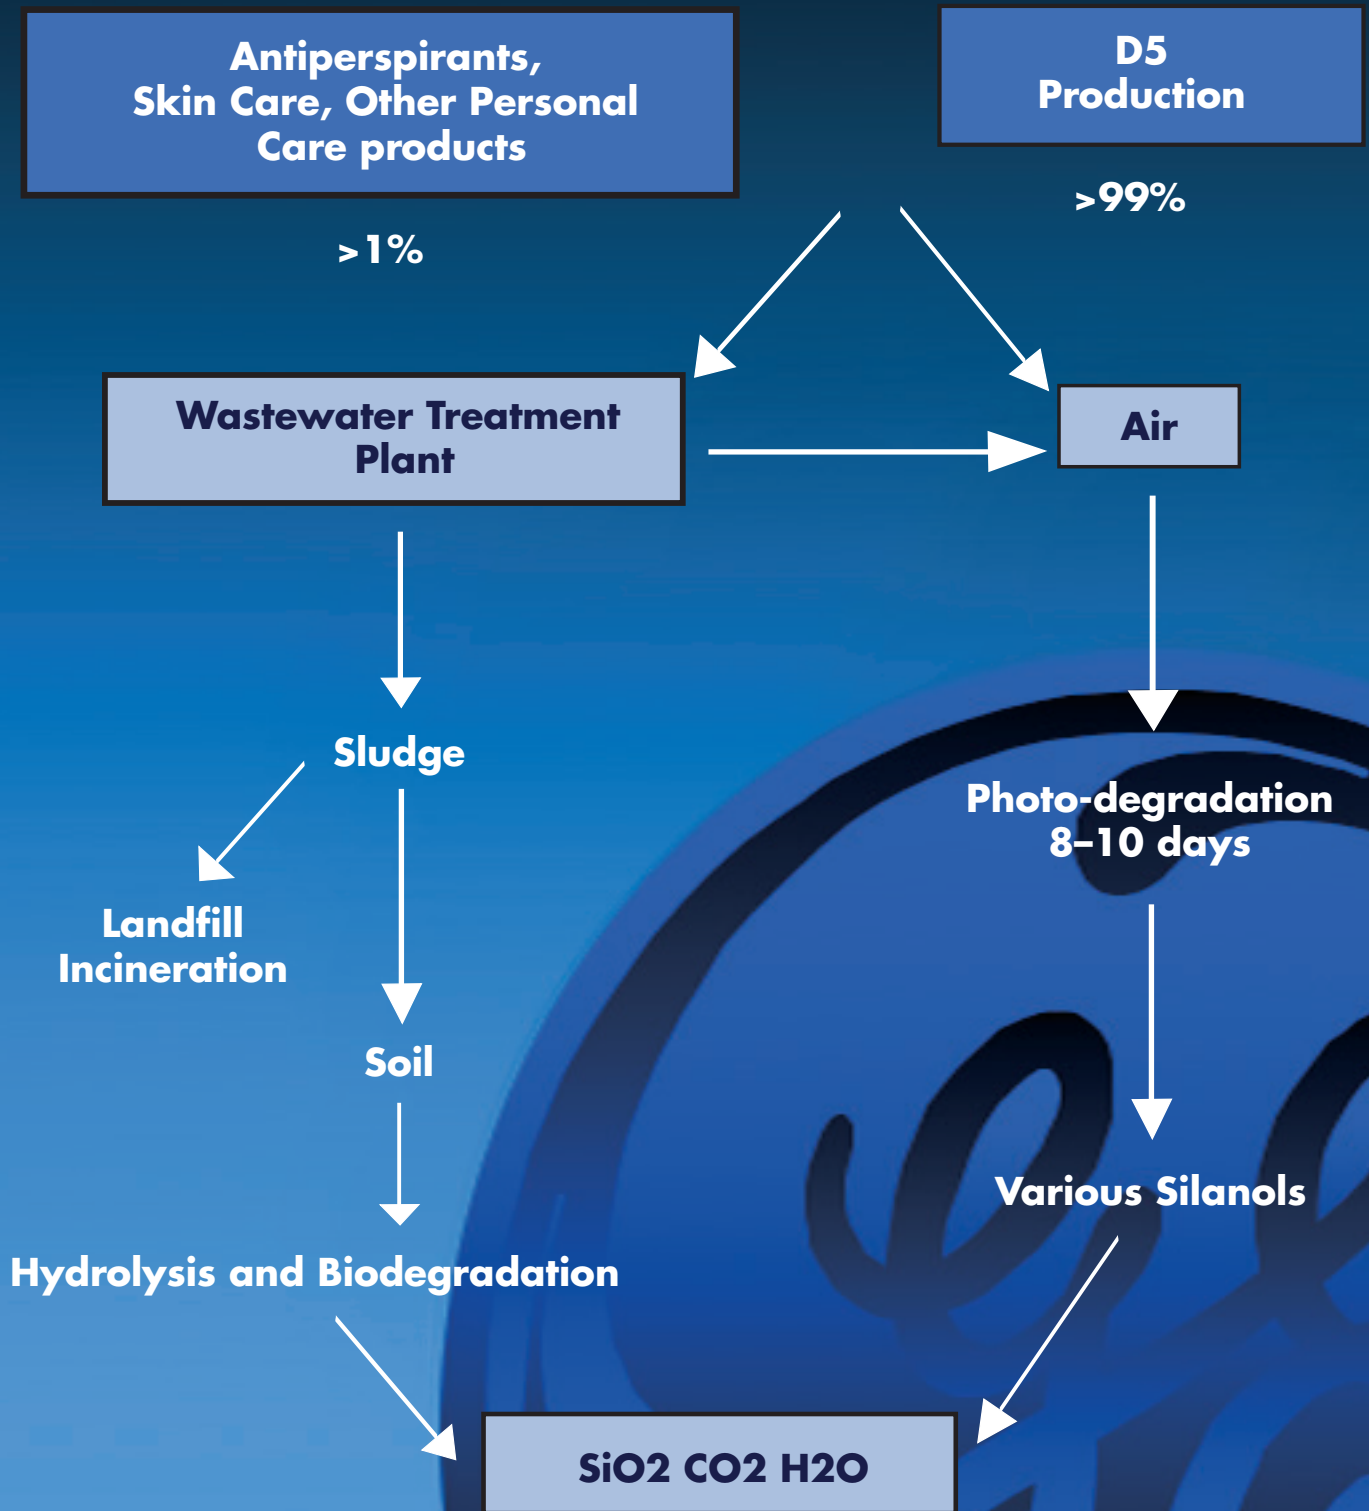 Antiperspirants,
Skin Care, Other Personal
Care products
D5
Production
>99%
>1%
Wastewater Treatment
Plant
Air
Sludge
Photo-degradation
8–10 days
Landfill
Incineration
Soil
Various Silanols
Hydrolysis and Biodegradation
SiO2 CO2 H2O